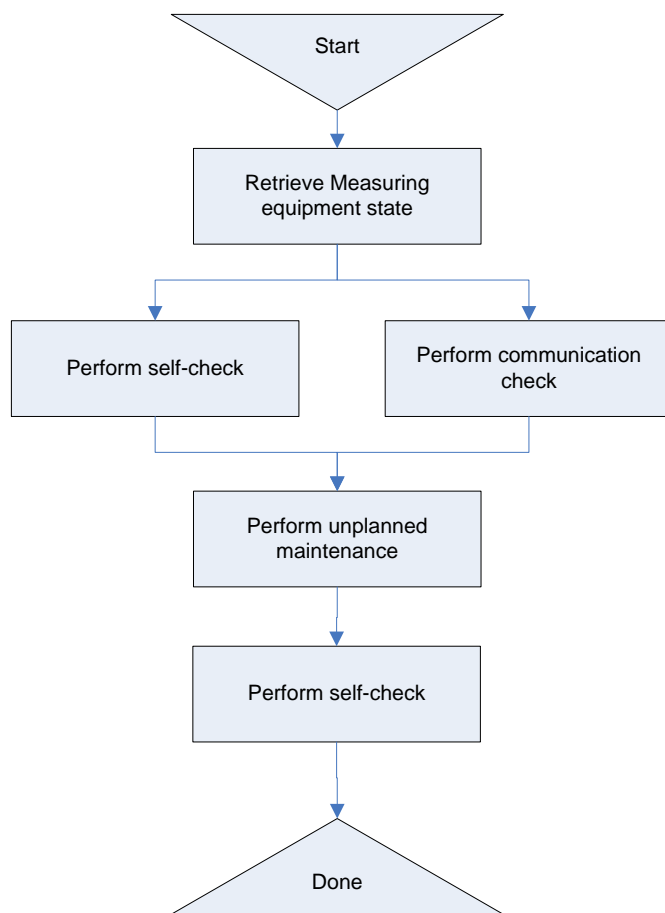 Start
Retrieve Measuring
equipment state
Perform self-check
Perform communication
check
Perform unplanned
maintenance
Perform self-check
Done